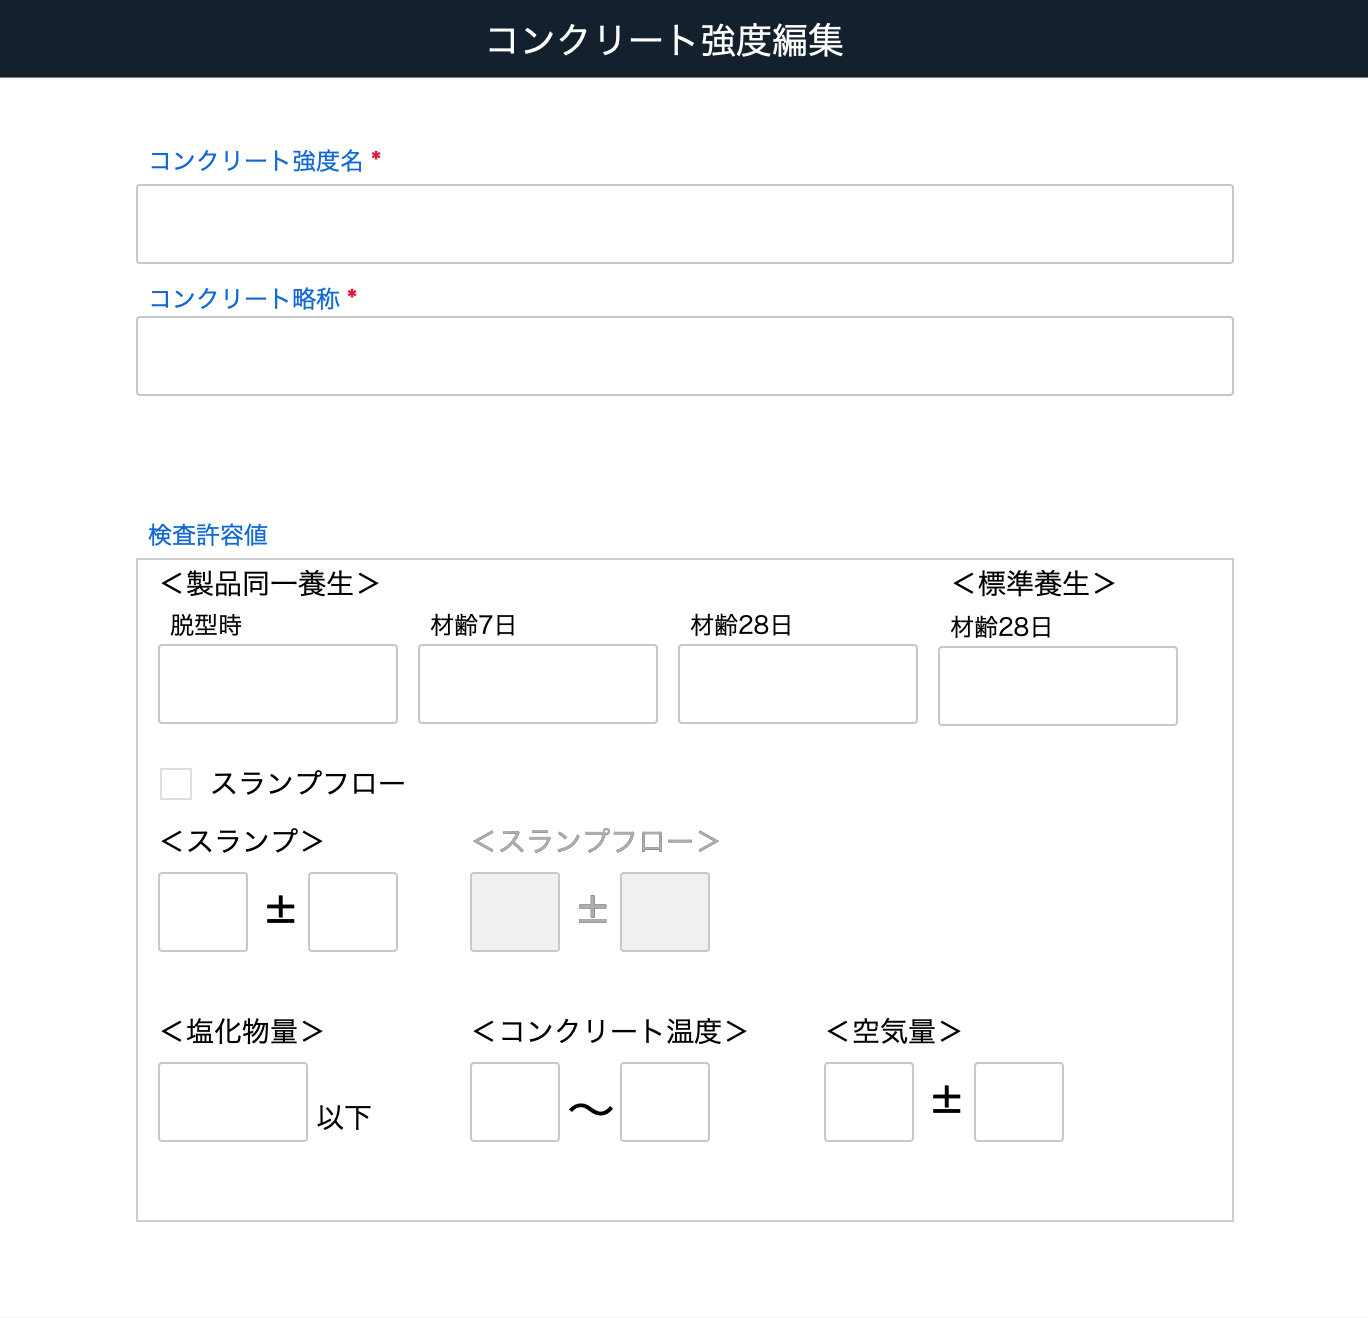 コンクリート強度編集
コンクリート強度名 *
コンクリート略称 *
検査許容値
＜製品同一養生＞ ＜標準養生＞
脱型時 材齢7日 材齢28日 材齢28日
スランプフロー
＜スランプ＞ ＜スランプフロー＞
± ±
＜塩化物量＞ ＜コンクリート温度＞ ＜空気量＞
以下 〜 ±